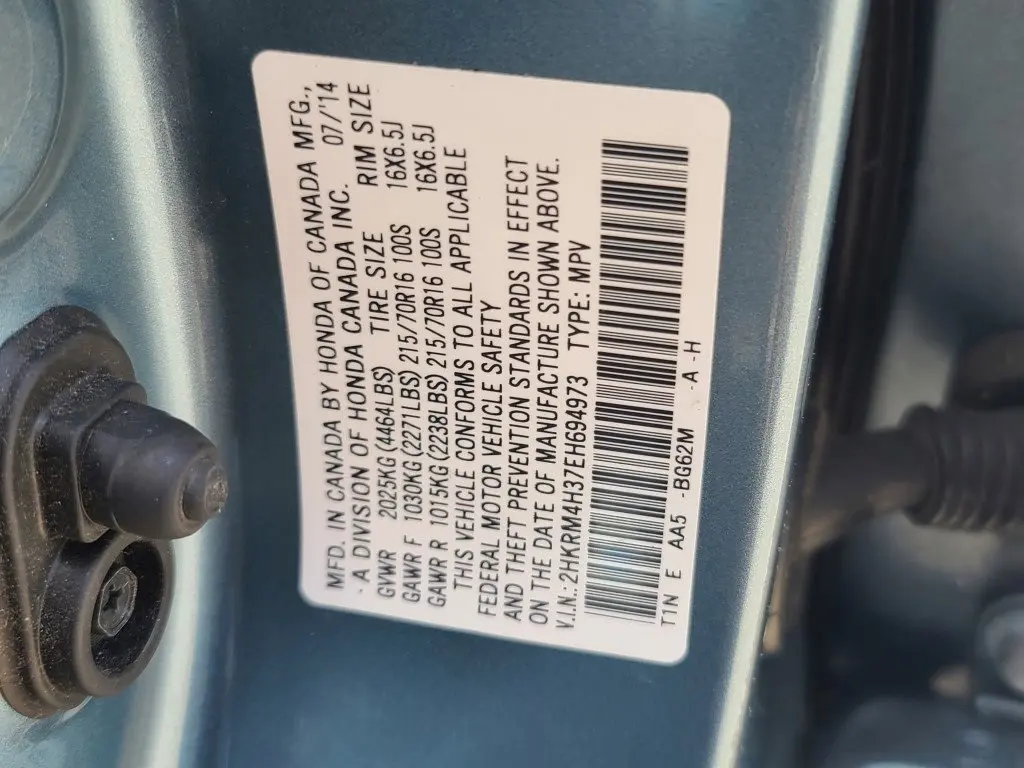 MFD. IN CANADA BY HONDA OF CANADA MFG.,
- A DIVISION OF HONDA CANADA INC. 07/14
GVWR 2025KG (4464LBS) TIRE SIZE RIM SIZE
GAWR F 1030KG (2271LBS) 215/70R16 100S 16X6.5J
GAWR R 1015KG (2238LBS) 215/70R16 100S 16X6.5J
THIS VEHICLE CONFORMS TO ALL APPLICABLE
FEDERAL MOTOR VEHICLE SAFETY
AND THEFT PREVENTION STANDARDS IN EFFECT
ON THE DATE OF MANUFACTURE SHOWN ABOVE.
V.I.N.: 2HKRM4H37EH694973 TYPE: MPV
T1N E AA5 -BG62M -A -H